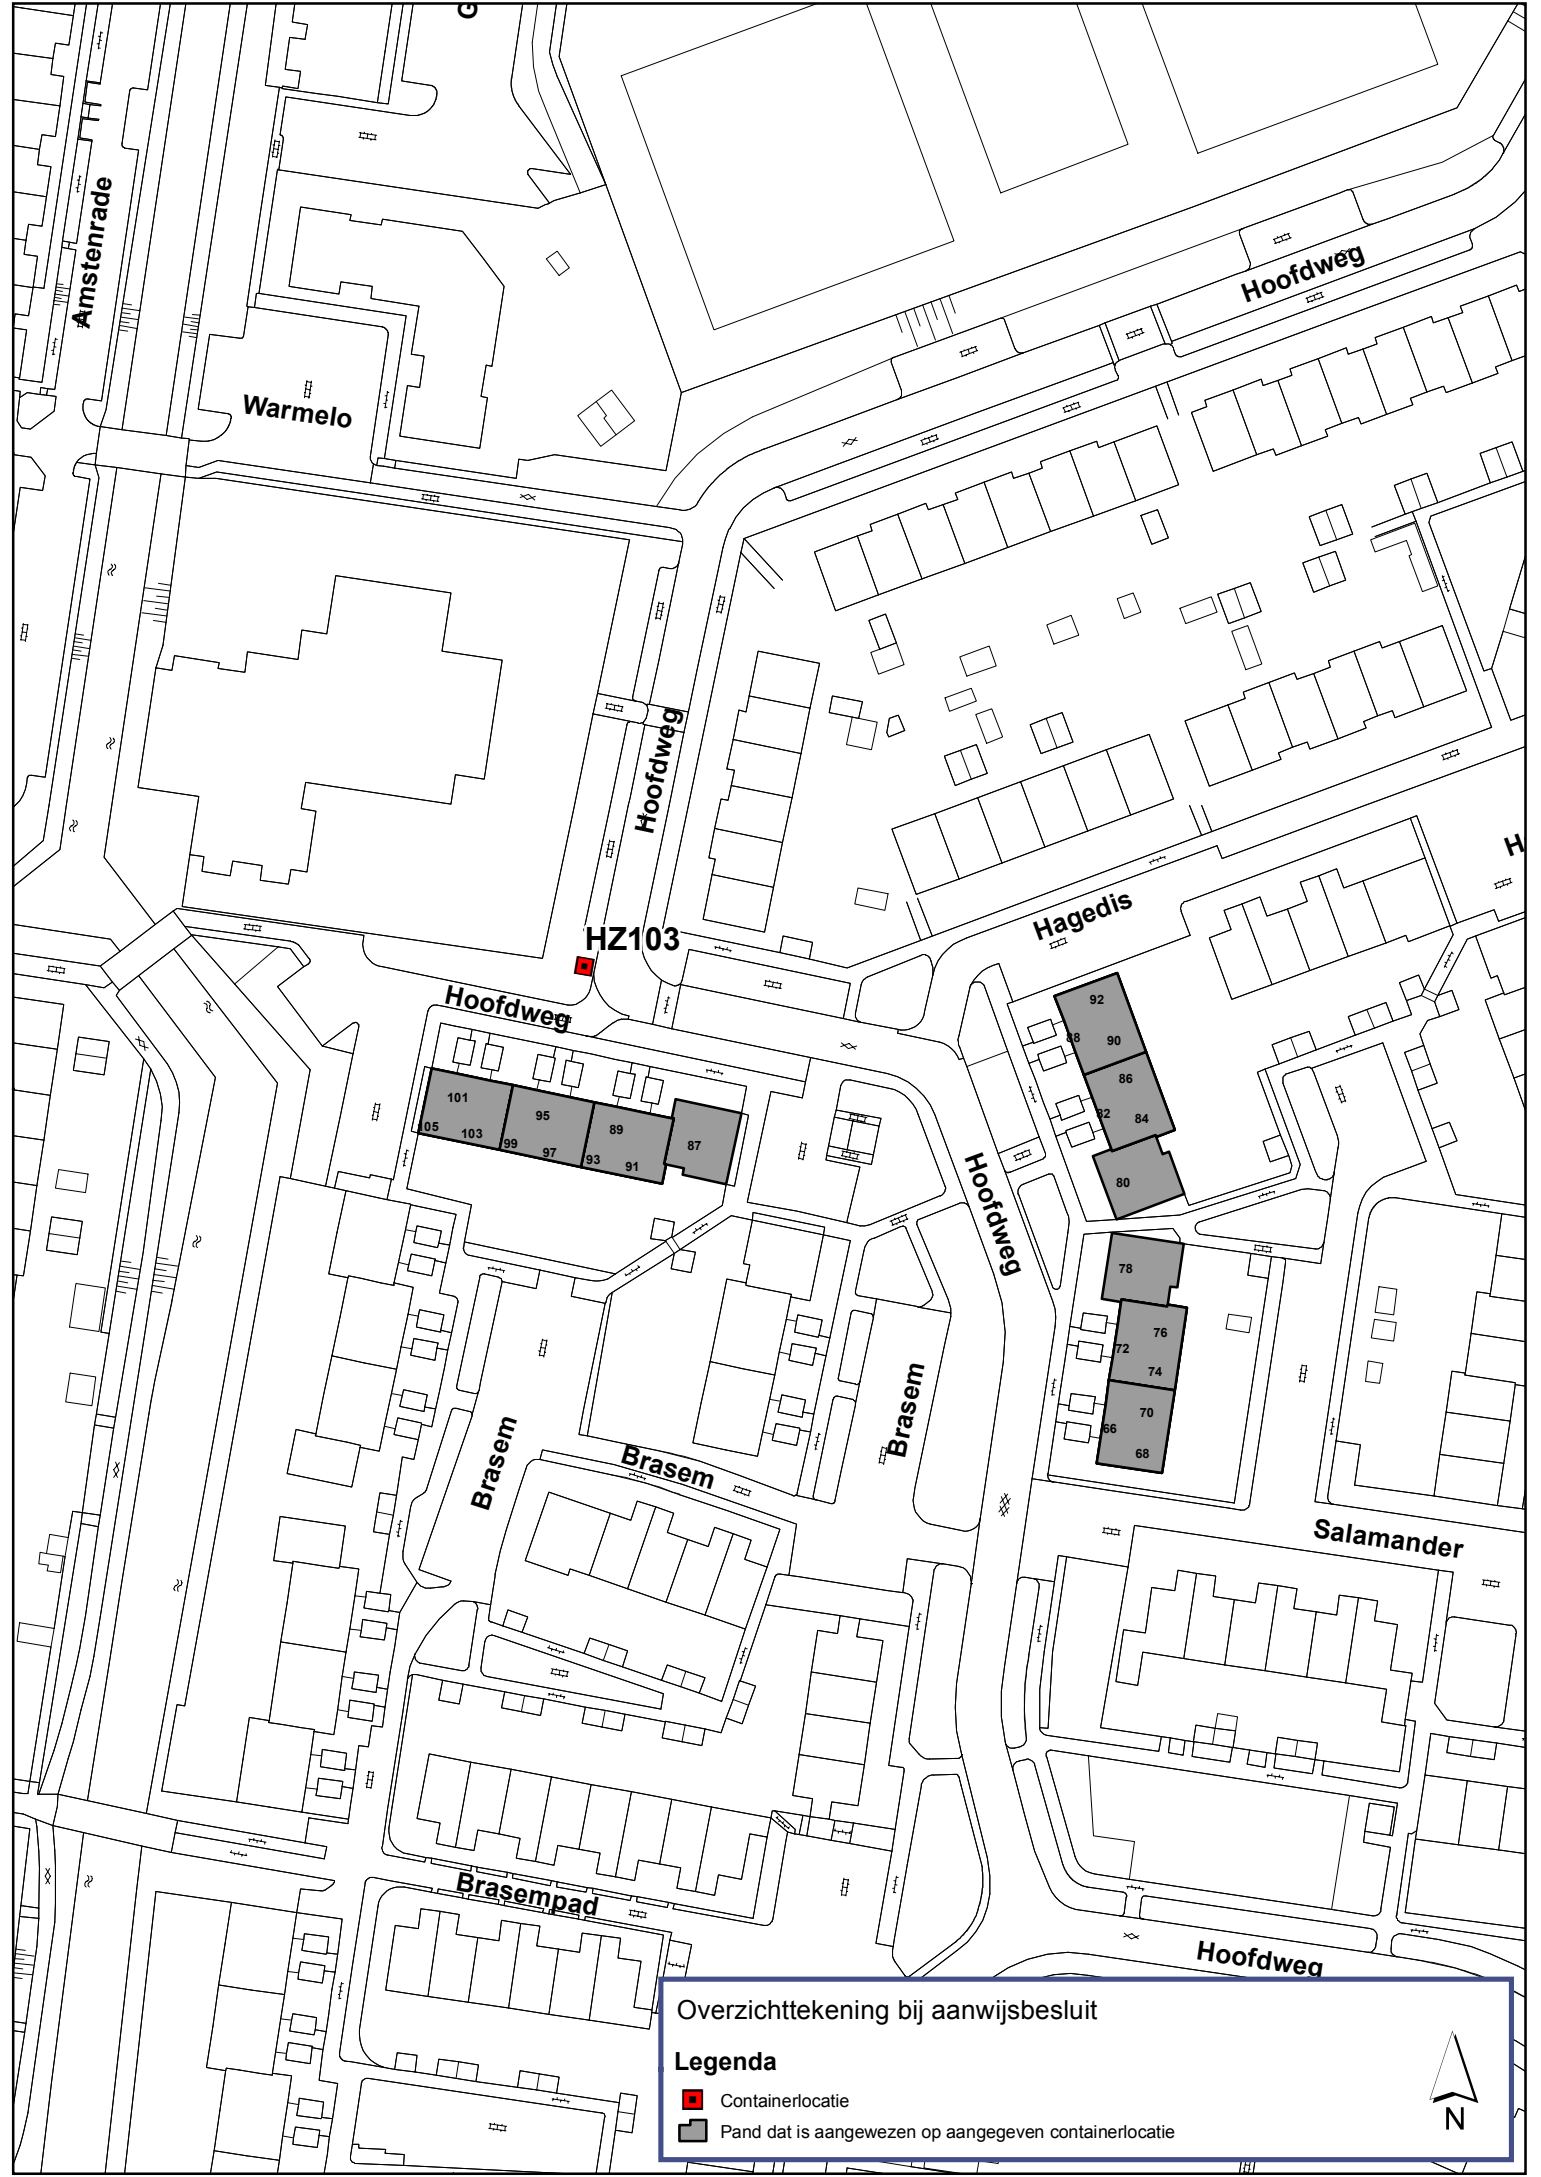 G
Amstenrade
Hoofdweg
Warmelo
Hoofdweg
H
Hagedis
HZ103
Hoofdweg
92
88
90
86
82
84
80
101
105
103
95
99
97
89
93
91
87
Hoofdweg
78
76
72
74
70
66
68
Brasem
Brasem
Brasem
Salamander
Brasempad
Hoofdweg
Overzichttekening bij aanwijsbesluit
Legenda
Containerlocatie
Pand dat is aangewezen op aangegeven containerlocatie
N